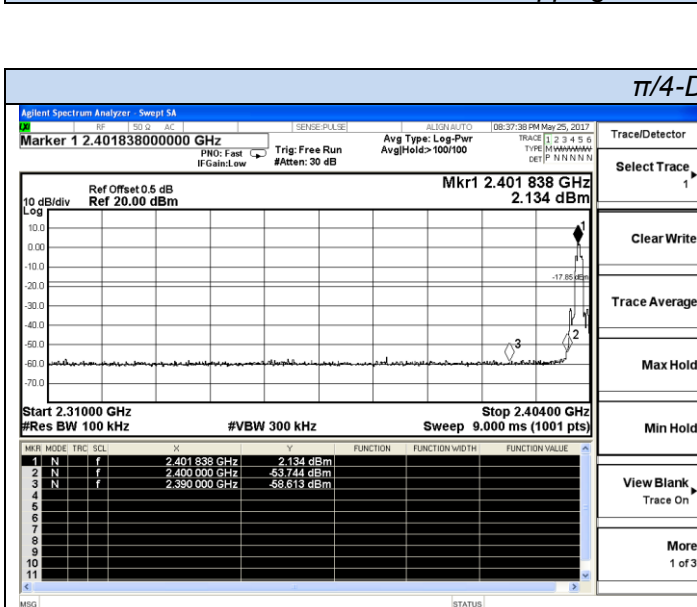 π/4-D
Agilent Spectrum Analyzer - Swept SA
RF 50 Ω AC SENSE:PULSE ALIGN AUTO 08:37:38 PM May 25, 2017
Marker 1 2.401838000000 GHz
PNO: Fast
IFGain:Low
Trig: Free Run
#Atten: 30 dB
Avg Type: Log-Pwr
Avg|Hold:>100/100
TRACE 1 2 3 4 5 6
TYPE MWWWWW
DET P N N N N N
Trace/Detector
Select Trace
1
Clear Write
Trace Average
Max Hold
Min Hold
View Blank
Trace On
More
1 of 3
Ref Offset 0.5 dB
10 dB/div Ref 20.00 dBm
Log
Mkr1 2.401 838 GHz
2.134 dBm
10.0
0.00
-10.0
-20.0
-30.0
-40.0
-50.0
-60.0
-70.0
1
-17.85 dBm
2
3
Start 2.31000 GHz Stop 2.40400 GHz
#Res BW 100 kHz #VBW 300 kHz Sweep 9.000 ms (1001 pts)
MKR MODE TRC SCL X Y FUNCTION FUNCTION WIDTH FUNCTION VALUE
1 N f 2.401 838 GHz 2.134 dBm
2 N f 2.400 000 GHz -53.744 dBm
3 N f 2.390 000 GHz -58.613 dBm
4
5
6
7
8
9
10
11
MSG STATUS